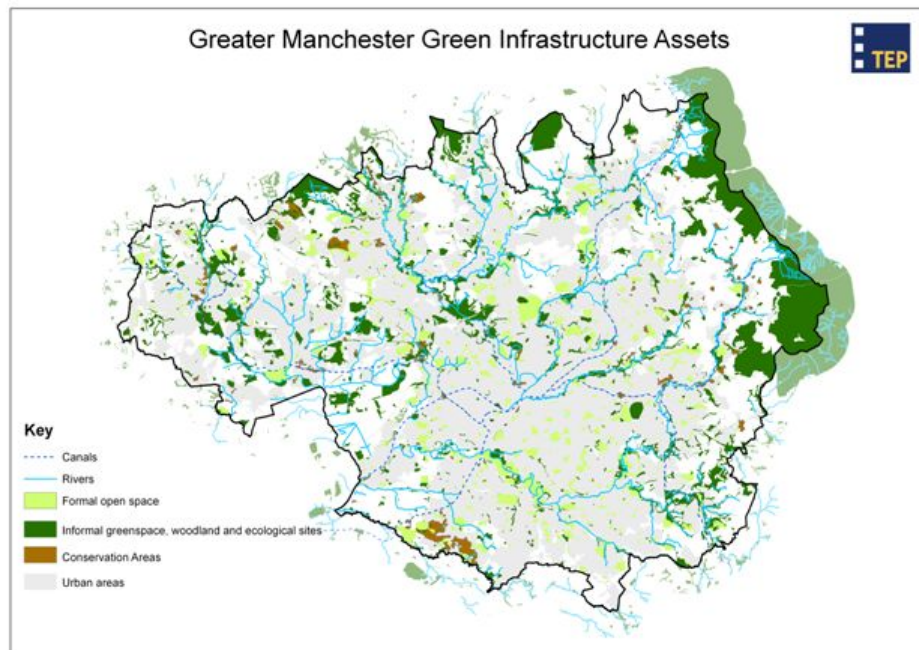 Greater Manchester Green Infrastructure Assets
TEP
Key
Canals
Rivers
Formal open space
Informal greenspace, woodland and ecological sites
Conservation Areas
Urban areas